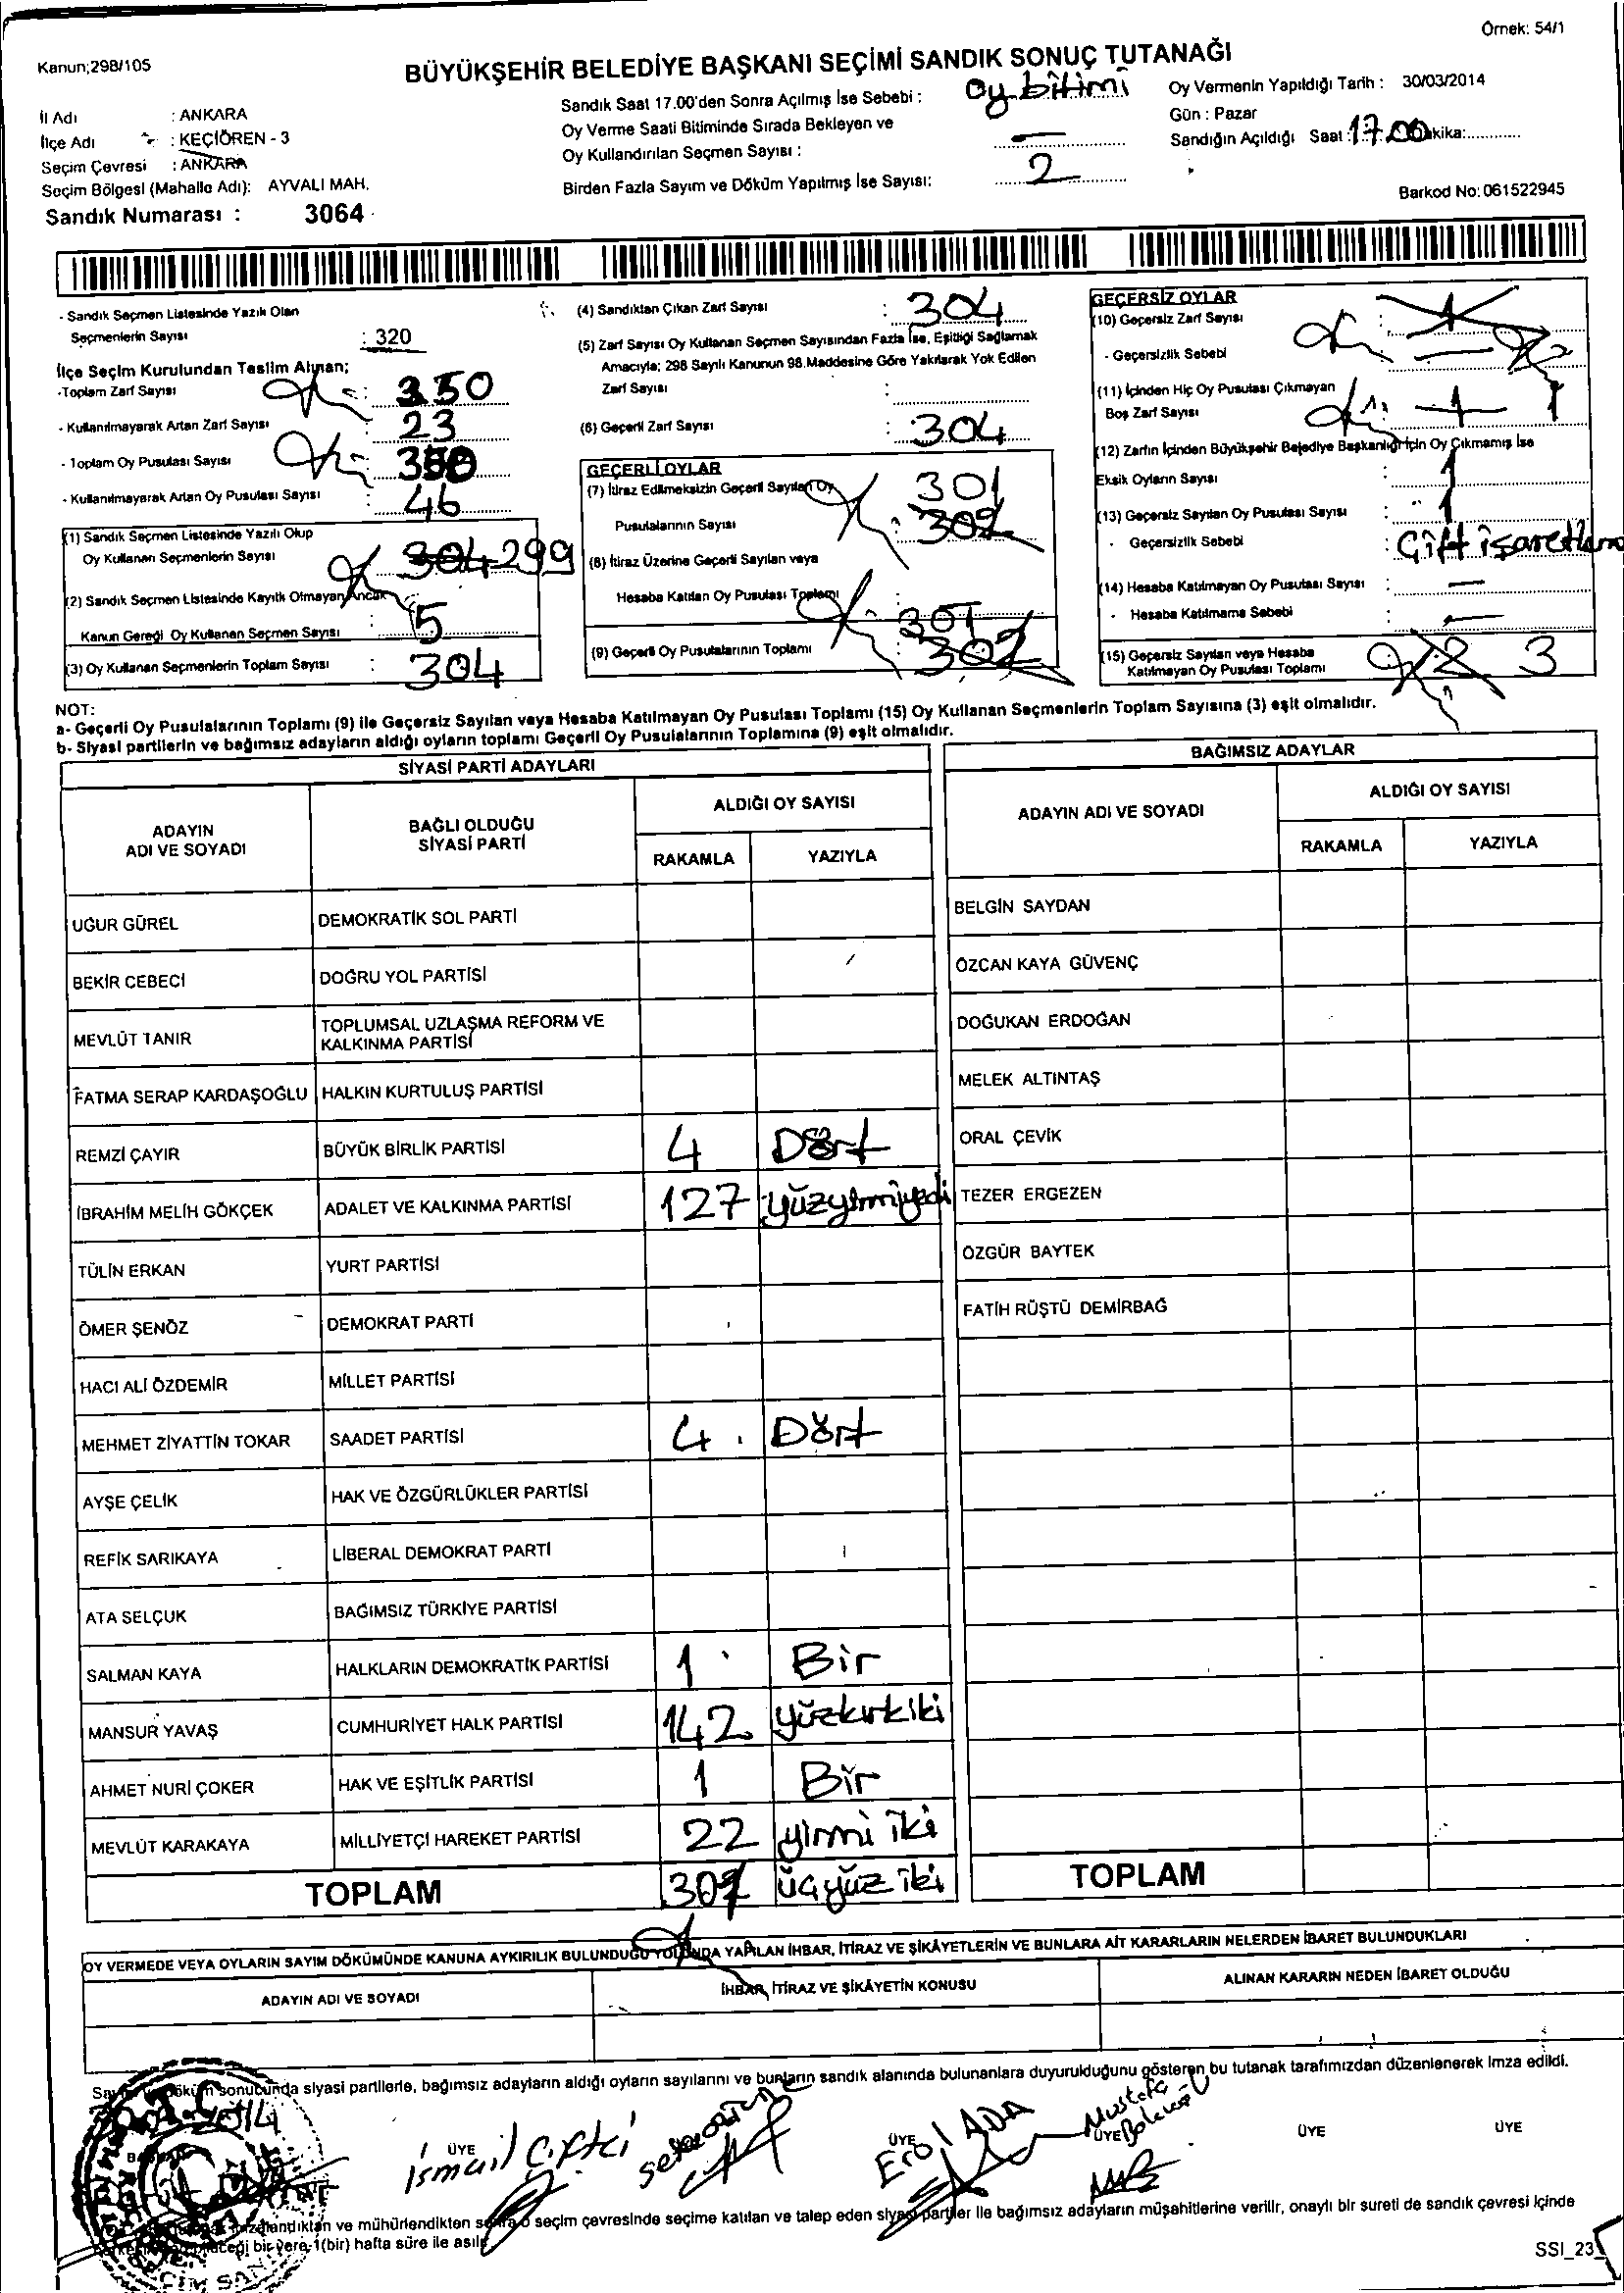 Örnek: 54/1
Kanun;298/105
BÜYÜKŞEHİR BELEDİYE BAŞKANI SEÇİMİ SANDIK SONUÇ TUTANAĞI
İl Adı : ANKARA
İlçe Adı : KEÇİÖREN - 3
Seçim Çevresi : ANKARA
Seçim Bölgesi (Mahalle Adı): AYVALI MAH.
Sandık Numarası : 3064
Sandık Saat 17.00'den Sonra Açılmış İse Sebebi : oy bitimi
Oy Verme Saati Bitiminde Sırada Bekleyen ve
Oy Kullandırılan Seçmen Sayısı : –
Birden Fazla Sayım ve Döküm Yapılmış İse Sayısı: 2
Oy Vermenin Yapıldığı Tarih : 30/03/2014
Gün : Pazar
Sandığın Açıldığı Saat : 17.00 kika:
Barkod No: 061522945
- Sandık Seçmen Listesinde Yazılı Olan
Seçmenlerin Sayısı : 320
İlçe Seçim Kurulundan Teslim Alınan;
-Toplam Zarf Sayısı : 350
- Kullanılmayarak Artan Zarf Sayısı : 23
- Toplam Oy Pusulası Sayısı : 350
- Kullanılmayarak Artan Oy Pusulası Sayısı : 46
(1) Sandık Seçmen Listesinde Yazılı Olup
Oy Kullanan Seçmenlerin Sayısı 304 299
(2) Sandık Seçmen Listesinde Kayıtlı Olmayan Ancak
Kanun Gereği Oy Kullanan Seçmen Sayısı : 5
(3) Oy Kullanan Seçmenlerin Toplam Sayısı : 304
(4) Sandıktan Çıkan Zarf Sayısı : 304
(5) Zarf Sayısı Oy Kullanan Seçmen Sayısından Fazla İse, Eşitliği Sağlamak
Amacıyla; 298 Sayılı Kanunun 98.Maddesine Göre Yakılarak Yok Edilen
Zarf Sayısı :
(6) Geçerli Zarf Sayısı : 304
GEÇERLİ OYLAR
(7) İtiraz Edilmeksizin Geçerli Sayılan Oy 301
Pusulalarının Sayısı : 302
(8) İtiraz Üzerine Geçerli Sayılan veya
Hesaba Katılan Oy Pusulası Toplamı
301
(9) Geçerli Oy Pusulalarının Toplamı 302
GEÇERSİZ OYLAR
(10) Geçersiz Zarf Sayısı : 1
- Geçersizlik Sebebi : –
(11) İçinden Hiç Oy Pusulası Çıkmayan
Boş Zarf Sayısı : 1
(12) Zarfın İçinden Büyükşehir Belediye Başkanlığı İçin Oy Çıkmamış İse
Eksik Oyların Sayısı : 1
(13) Geçersiz Sayılan Oy Pusulası Sayısı : 1
- Geçersizlik Sebebi : Çift işaretlem
(14) Hesaba Katılmayan Oy Pusulası Sayısı : –
- Hesaba Katılmama Sebebi : –
(15) Geçersiz Sayılan veya Hesaba
Katılmayan Oy Pusulası Toplamı 2 3
NOT:
a- Geçerli Oy Pusulalarının Toplamı (9) ile Geçersiz Sayılan veya Hesaba Katılmayan Oy Pusulası Toplamı (15) Oy Kullanan Seçmenlerin Toplam Sayısına (3) eşit olmalıdır.
b- Siyasi partilerin ve bağımsız adayların aldığı oyların toplamı Geçerli Oy Pusulalarının Toplamına (9) eşit olmalıdır.
SİYASİ PARTİ ADAYLARI
ADAYIN ADI VE SOYADI
BAĞLI OLDUĞU SİYASİ PARTİ
ALDIĞI OY SAYISI
RAKAMLA YAZIYLA
UĞUR GÜREL DEMOKRATİK SOL PARTİ
BEKİR CEBECİ DOĞRU YOL PARTİSİ
MEVLÜT TANIR TOPLUMSAL UZLAŞMA REFORM VE KALKINMA PARTİSİ
FATMA SERAP KARDAŞOĞLU HALKIN KURTULUŞ PARTİSİ
REMZİ ÇAYIR BÜYÜK BİRLİK PARTİSİ 4 Dört
İBRAHİM MELİH GÖKÇEK ADALET VE KALKINMA PARTİSİ 127 yüzyirmiyedi
TÜLİN ERKAN YURT PARTİSİ
ÖMER ŞENÖZ DEMOKRAT PARTİ
HACI ALİ ÖZDEMİR MİLLET PARTİSİ
MEHMET ZİYATTİN TOKAR SAADET PARTİSİ 4 Dört
AYŞE ÇELİK HAK VE ÖZGÜRLÜKLER PARTİSİ
REFİK SARIKAYA LİBERAL DEMOKRAT PARTİ
ATA SELÇUK BAĞIMSIZ TÜRKİYE PARTİSİ
SALMAN KAYA HALKLARIN DEMOKRATİK PARTİSİ 1 Bir
MANSUR YAVAŞ CUMHURİYET HALK PARTİSİ 142 yüzkırkiki
AHMET NURİ ÇOKER HAK VE EŞİTLİK PARTİSİ 1 Bir
MEVLÜT KARAKAYA MİLLİYETÇİ HAREKET PARTİSİ 22 yirmi iki
TOPLAM 302 üçyüz iki
BAĞIMSIZ ADAYLAR
ADAYIN ADI VE SOYADI
ALDIĞI OY SAYISI
RAKAMLA YAZIYLA
BELGİN SAYDAN
ÖZCAN KAYA GÜVENÇ
DOĞUKAN ERDOĞAN
MELEK ALTINTAŞ
ORAL ÇEVİK
TEZER ERGEZEN
ÖZGÜR BAYTEK
FATİH RÜŞTÜ DEMİRBAĞ
TOPLAM
OY VERMEDE VEYA OYLARIN SAYIM DÖKÜMÜNDE KANUNA AYKIRILIK BULUNDUĞU YOLUNDA YAPILAN İHBAR, İTİRAZ VE ŞİKÂYETLERİN VE BUNLARA AİT KARARLARIN NELERDEN İBARET BULUNDUKLARI
ADAYIN ADI VE SOYADI İHBAR, İTİRAZ VE ŞİKÂYETİN KONUSU ALINAN KARARIN NEDEN İBARET OLDUĞU
Sayım ve döküm sonucunda siyasi partilerle, bağımsız adayların aldığı oyların sayılarını ve bunların sandık alanında bulunanlara duyurulduğunu gösteren bu tutanak tarafımızdan düzenlenerek imza edildi.
ÜYE ÜYE ÜYE ÜYE ÜYE
ismail Çiftci
Erol ADA
Mustafa
seçim çevresinde seçime katılan ve talep eden siyasi partiler ile bağımsız adayların müşahitlerine verilir, onaylı bir sureti de sandık çevresi içinde
bir yere 1(bir) hafta süre ile asılır
SSI_23